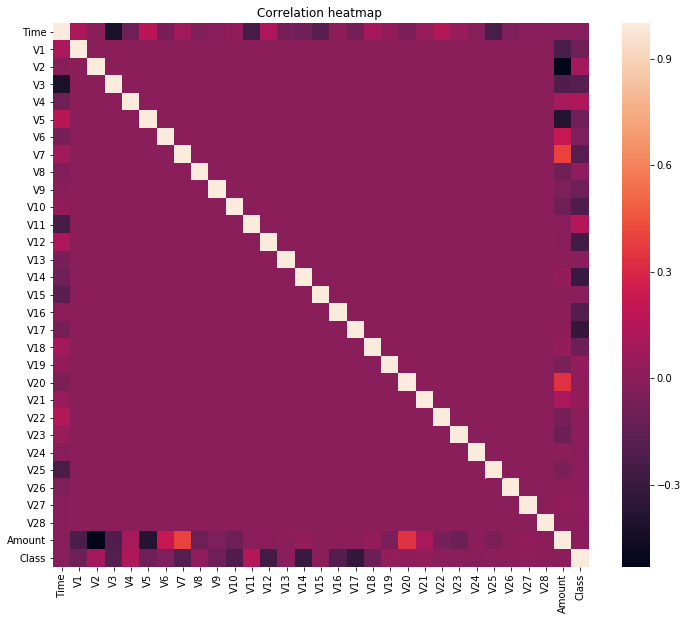 Correlation heatmap
Time
V1
V2
V3
V4
V5
V6
V7
V8
V9
V10
V11
V12
V13
V14
V15
V16
V17
V18
V19
V20
V21
V22
V23
V24
V25
V26
V27
V28
Amount
Class
Time
V1
V2
V3
V4
V5
V6
V7
V8
V9
V10
V11
V12
V13
V14
V15
V16
V17
V18
V19
V20
V21
V22
V23
V24
V25
V26
V27
V28
Amount
Class
0.9
0.6
0.3
0.0
−0.3